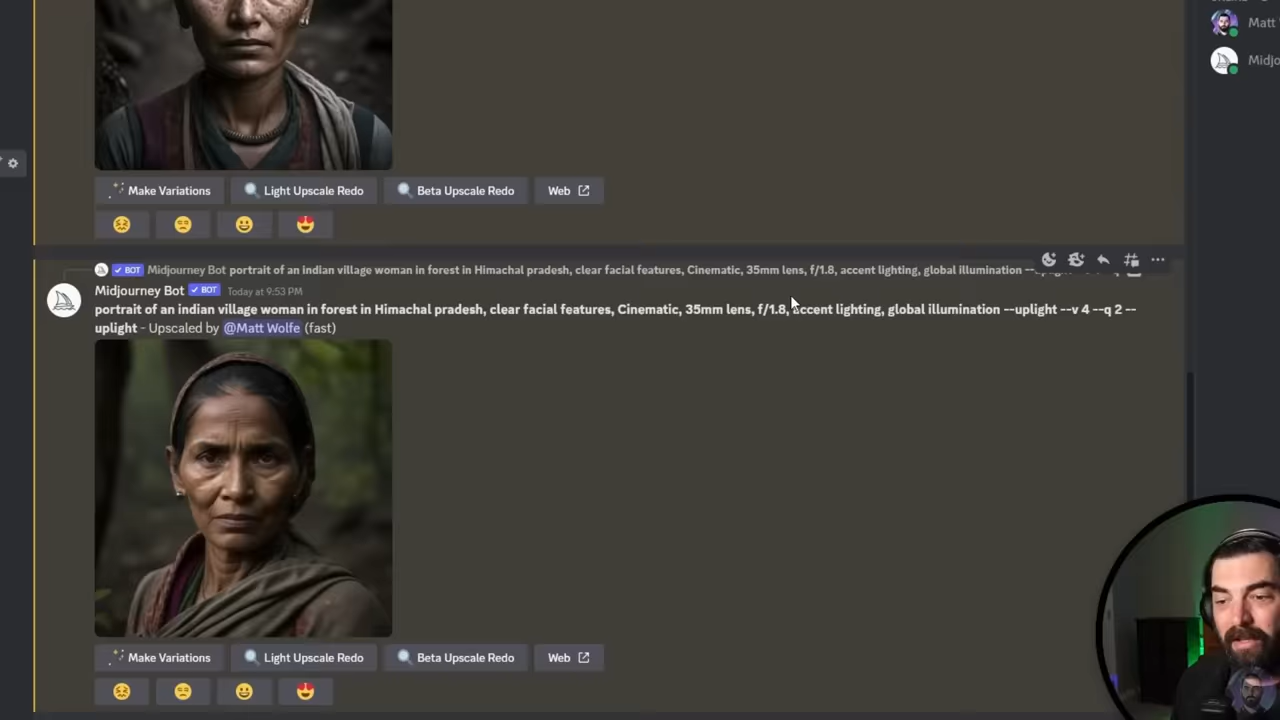 Matt
Midjo
Make Variations Light Upscale Redo Beta Upscale Redo Web
BOT Midjourney Bot portrait of an indian village woman in forest in Himachal pradesh, clear facial features, Cinematic, 35mm lens, f/1.8, accent lighting, global illumination
Midjourney Bot BOT Today at 9:53 PM
portrait of an indian village woman in forest in Himachal pradesh, clear facial features, Cinematic, 35mm lens, f/1.8, accent lighting, global illumination --uplight --v 4 --q 2 --
uplight - Upscaled by @Matt Wolfe (fast)
Make Variations Light Upscale Redo Beta Upscale Redo Web